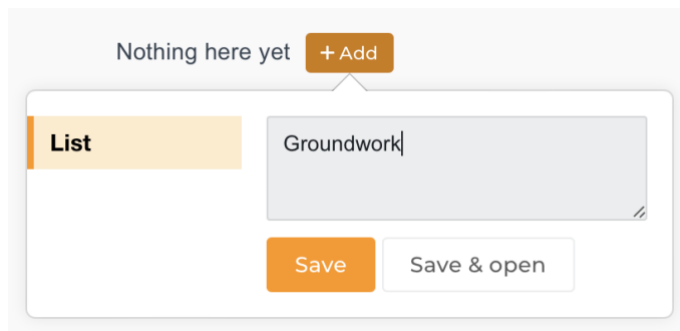 Nothing here yet + Add
List
Groundwork
Save Save & open